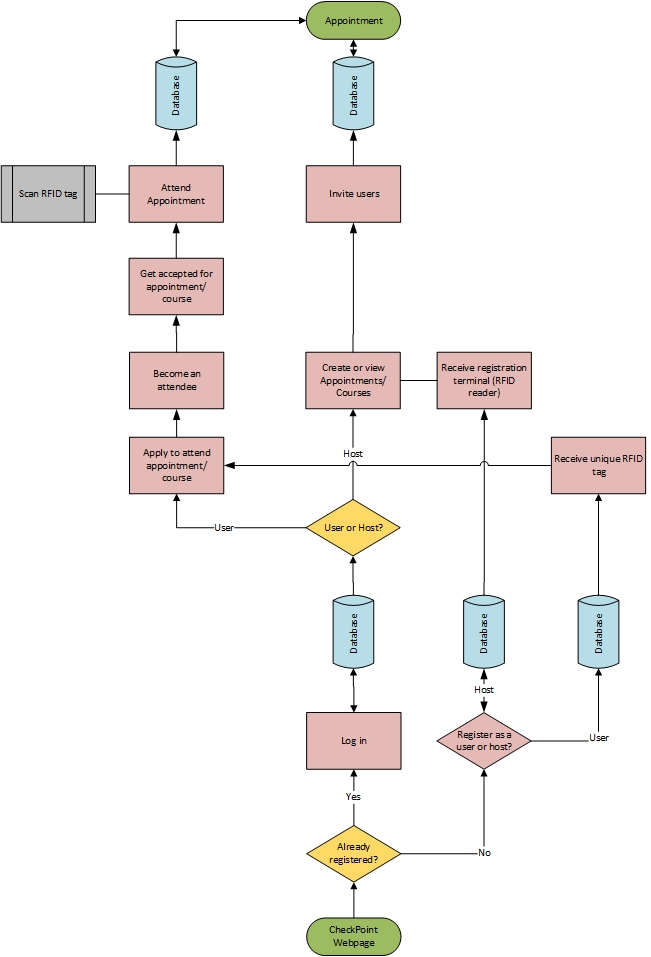 Appointment
Database
Database
Scan RFID tag
Attend
Appointment
Invite users
Get accepted for
appointment/
course
Become an
attendee
Create or view
Appointments/
Courses
Receive registration
terminal (RFID
reader)
Apply to attend
appointment/
course
Host
Receive unique RFID
tag
User
User or Host?
Database
Database
Database
Host
Log in
Register as a
user or host?
User
Yes
Already
registered?
No
CheckPoint
Webpage